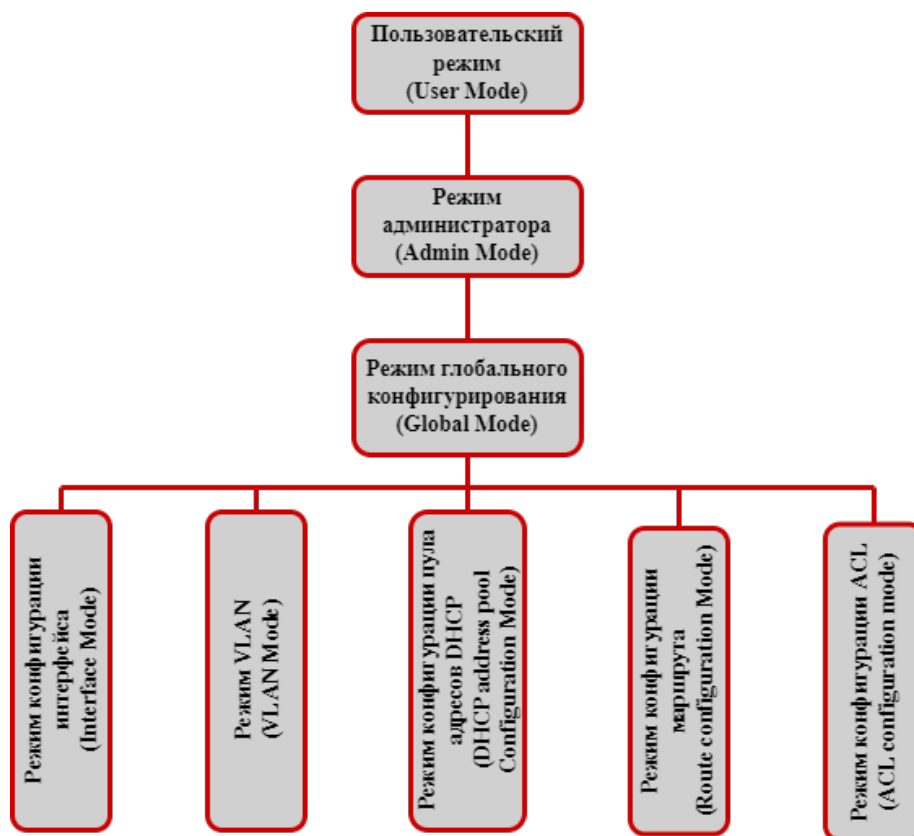 Пользовательский
режим
(User Mode)
Режим
администратора
(Admin Mode)
Режим глобального
конфигурирования
(Global Mode)
Режим конфигурации
интерфейса
(Interface Mode)
Режим VLAN
(VLAN Mode)
Режим конфигурации пула
адресов DHCP
(DHCP address pool
Configuration Mode)
Режим конфигурации
маршрута
(Route configuration Mode)
Режим конфигурации ACL
(ACL configuration mode)